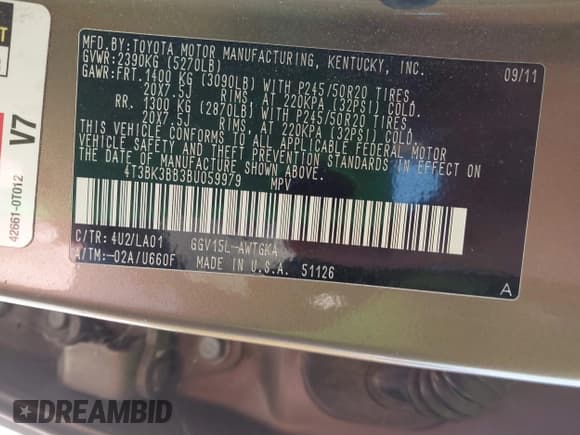 MFD.BY:TOYOTA MOTOR MANUFACTURING, KENTUCKY, INC.
GVWR:2390KG (5270LB) 09/11
GAWR:FRT.1400 KG (3090LB) WITH P245/50R20 TIRES
20X7.5J RIMS, AT 220KPA (32PSI) COLD.
RR. 1300 KG (2870LB) WITH P245/50R20 TIRES
20X7.5J RIMS, AT 220KPA (32PSI) COLD.
THIS VEHICLE CONFORMS TO ALL APPLICABLE FEDERAL MOTOR
VEHICLE SAFETY AND THEFT PREVENTION STANDARDS IN EFFECT ON
THE DATE OF MANUFACTURE SHOWN ABOVE.
4T3BK3BB3BU059979 MPV
C/TR:4U2/LA01 GGV15L-AWTGKA
A/TM:-02A/U660F MADE IN U.S.A. 51126
A
V7
42661-0T012
DREAMBID